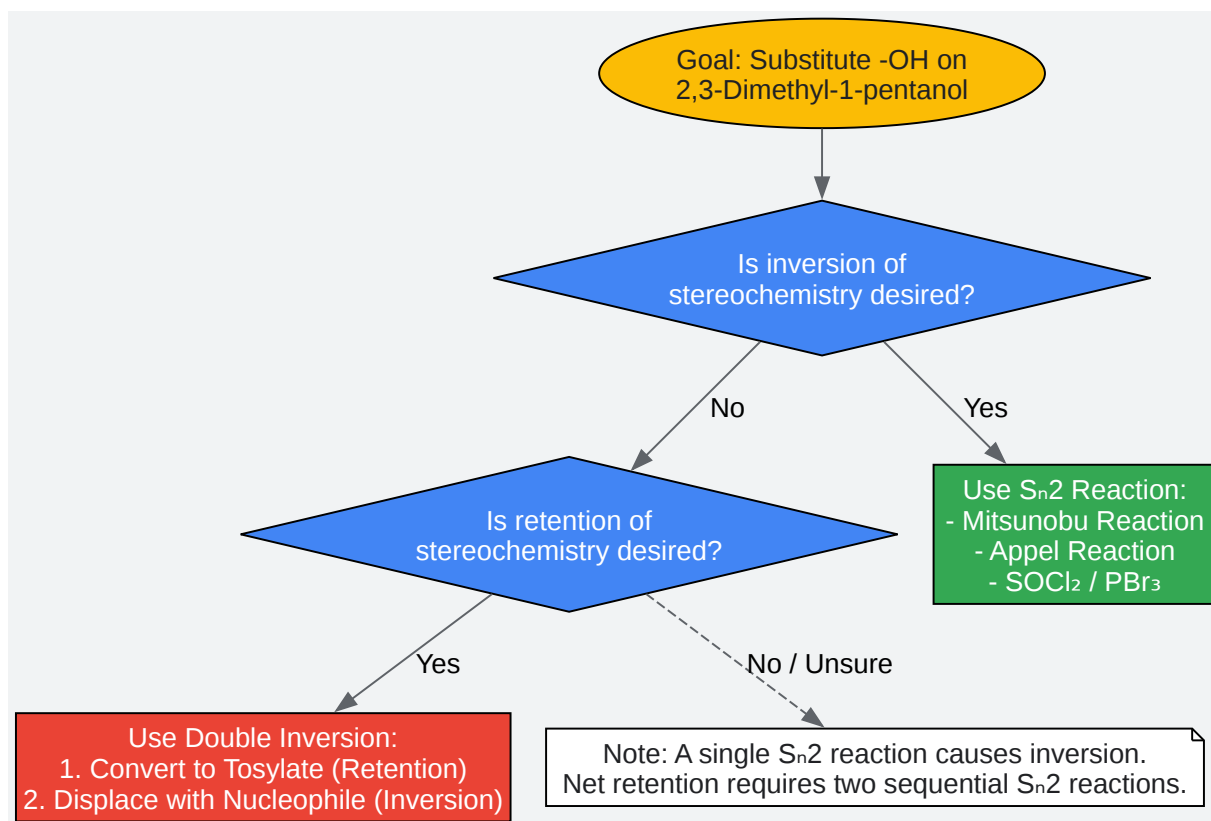 Goal: Substitute -OH on
2,3-Dimethyl-1-pentanol
Is inversion of
stereochemistry desired?
No
Yes
Is retention of
stereochemistry desired?
Use Sₙ2 Reaction:
- Mitsunobu Reaction
- Appel Reaction
- SOCl₂ / PBr₃
Yes
No / Unsure
Use Double Inversion:
1. Convert to Tosylate (Retention)
2. Displace with Nucleophile (Inversion)
Note: A single Sₙ2 reaction causes inversion.
Net retention requires two sequential Sₙ2 reactions.